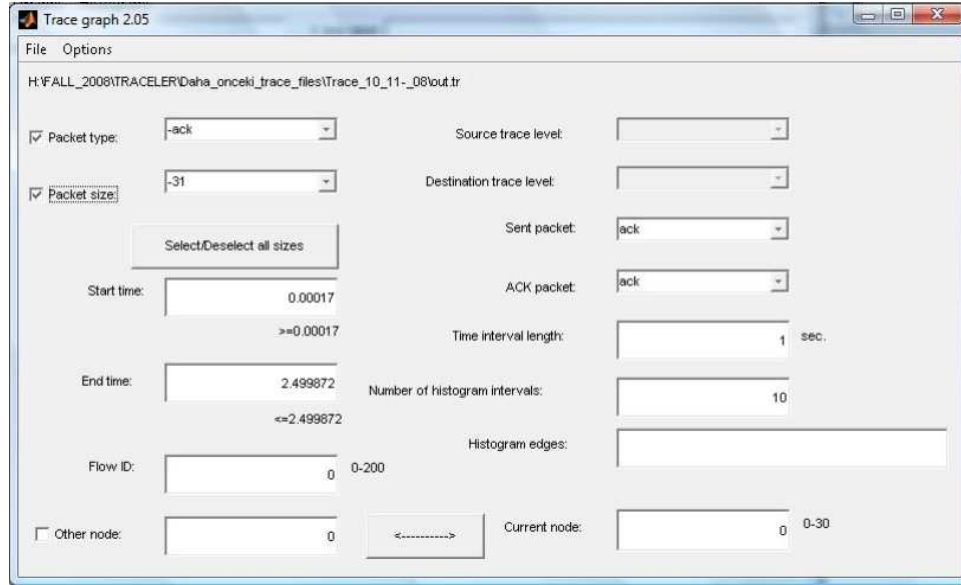 Trace graph 2.05
File Options
H:\FALL_2008\TRACELER\Daha_onceki_trace_files\Trace_10_11-_08\out.tr
Packet type: -ack Source trace level:
Packet size: -31 Destination trace level:
Select/Deselect all sizes Sent packet: ack
Start time: 0.00017 ACK packet: ack
>=0.00017 Time interval length: 1 sec.
End time: 2.499872 Number of histogram intervals: 10
<=2.499872 Histogram edges:
Flow ID: 0 0-200
Other node: 0 <----------> Current node: 0 0-30